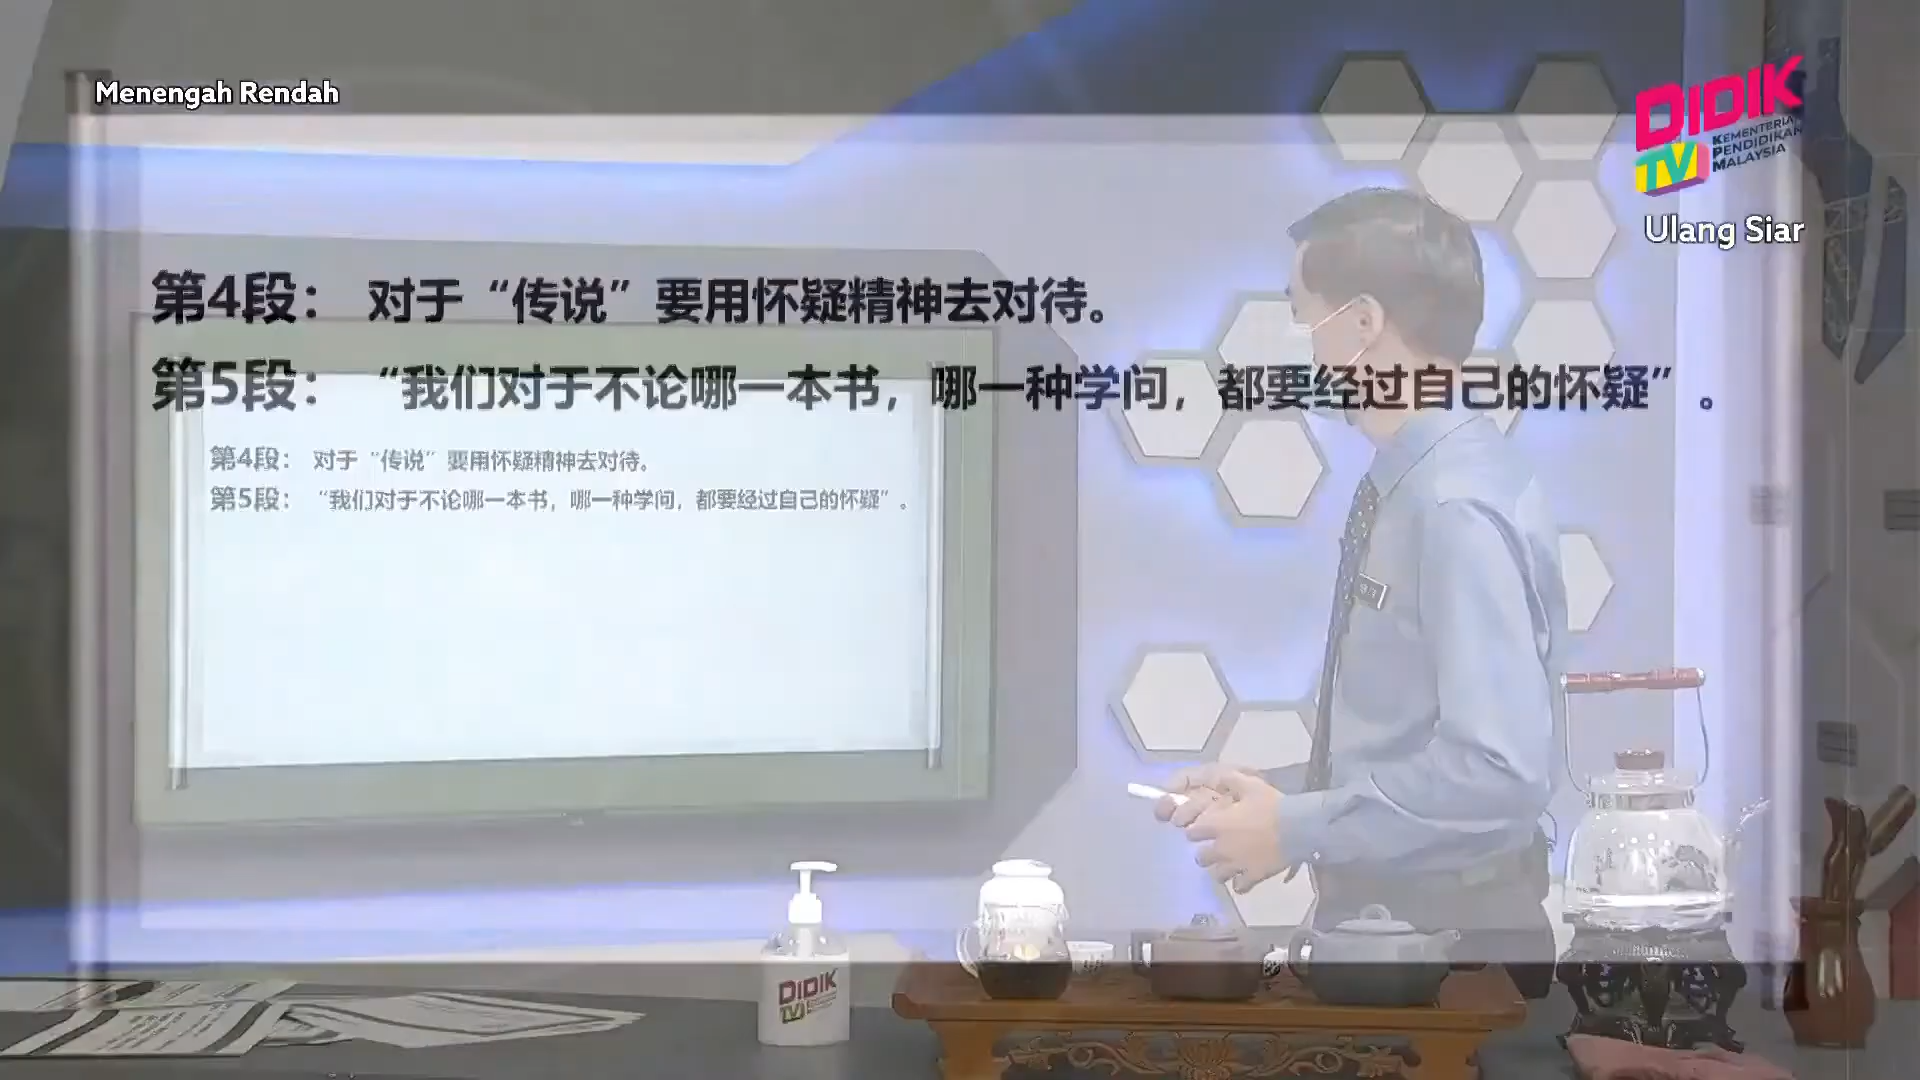 Menengah Rendah
DIDIK
TV
KEMENTERIAN
PENDIDIKAN
MALAYSIA
Ulang Siar
第4段： 对于“传说”要用怀疑精神去对待。
第5段： “我们对于不论哪一本书，哪一种学问，都要经过自己的怀疑”。
第4段： 对于“传说”要用怀疑精神去对待。
第5段： “我们对于不论哪一本书，哪一种学问，都要经过自己的怀疑”。
DIDIK
TV